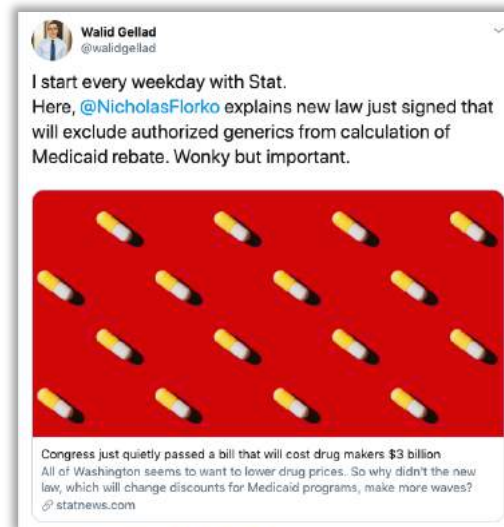 Walid Gellad
@walidgellad
I start every weekday with Stat.
Here, @NicholasFlorko explains new law just signed that
will exclude authorized generics from calculation of
Medicaid rebate. Wonky but important.
Congress just quietly passed a bill that will cost drug makers $3 billion
All of Washington seems to want to lower drug prices. So why didn't the new
law, which will change discounts for Medicaid programs, make more waves?
statnews.com